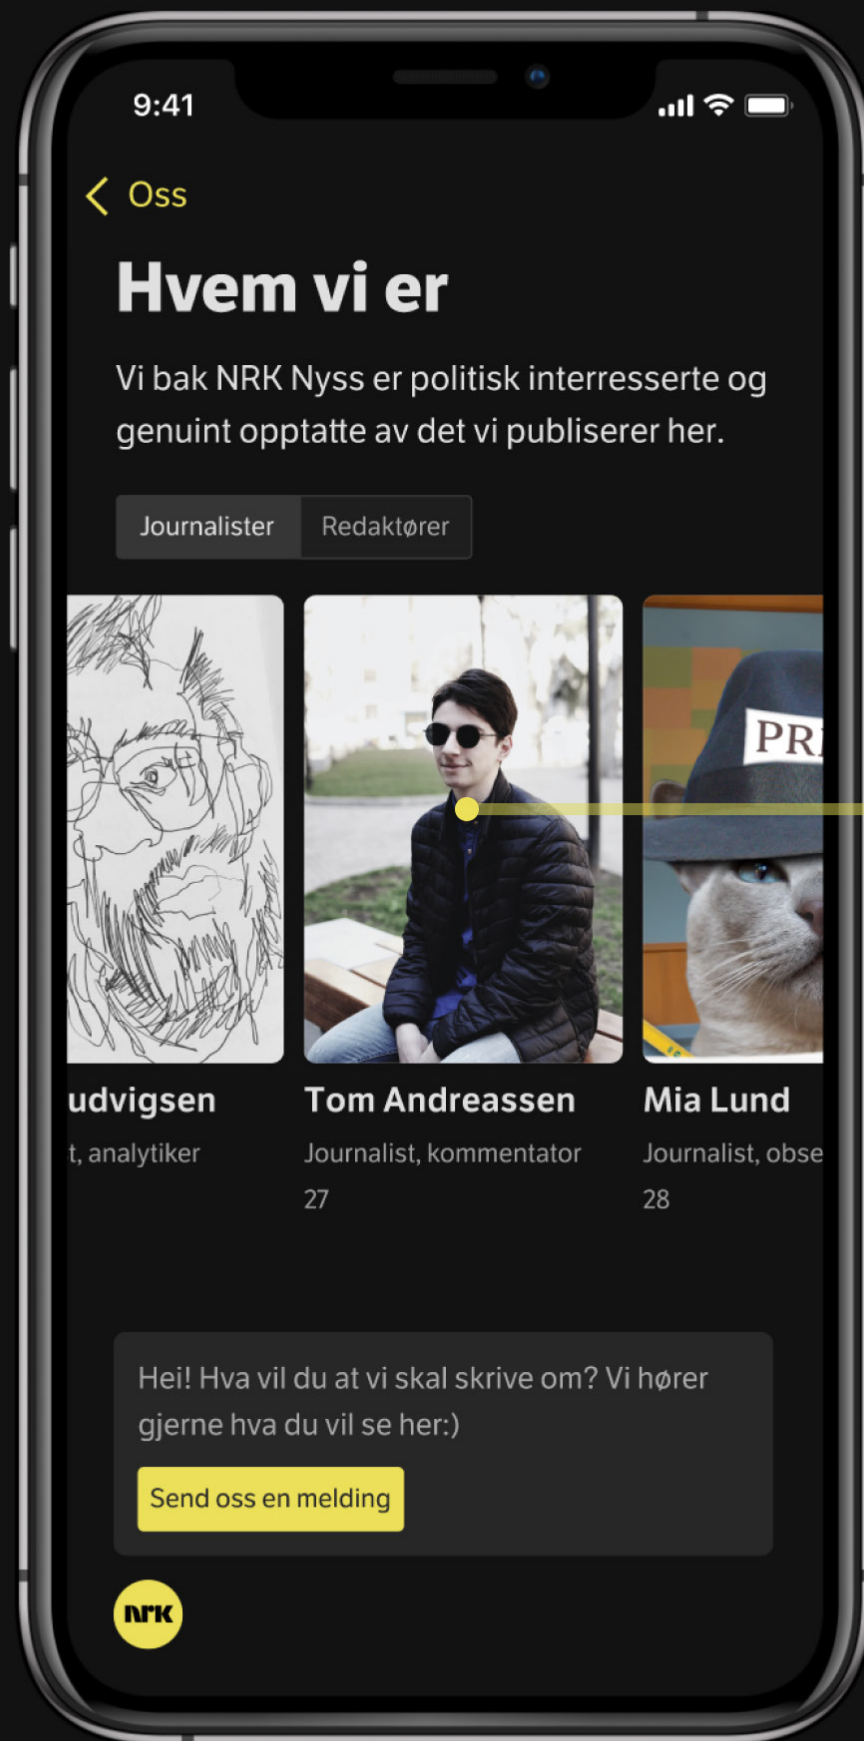 9:41
Oss
Hvem vi er
Vi bak NRK Nyss er politisk interresserte og
genuint opptatte av det vi publiserer her.
Journalister Redaktører
PR
udvigsen Tom Andreassen Mia Lund
t, analytiker Journalist, kommentator Journalist, obse
27 28
Hei! Hva vil du at vi skal skrive om? Vi hører
gjerne hva du vil se her:)
Send oss en melding
nrk